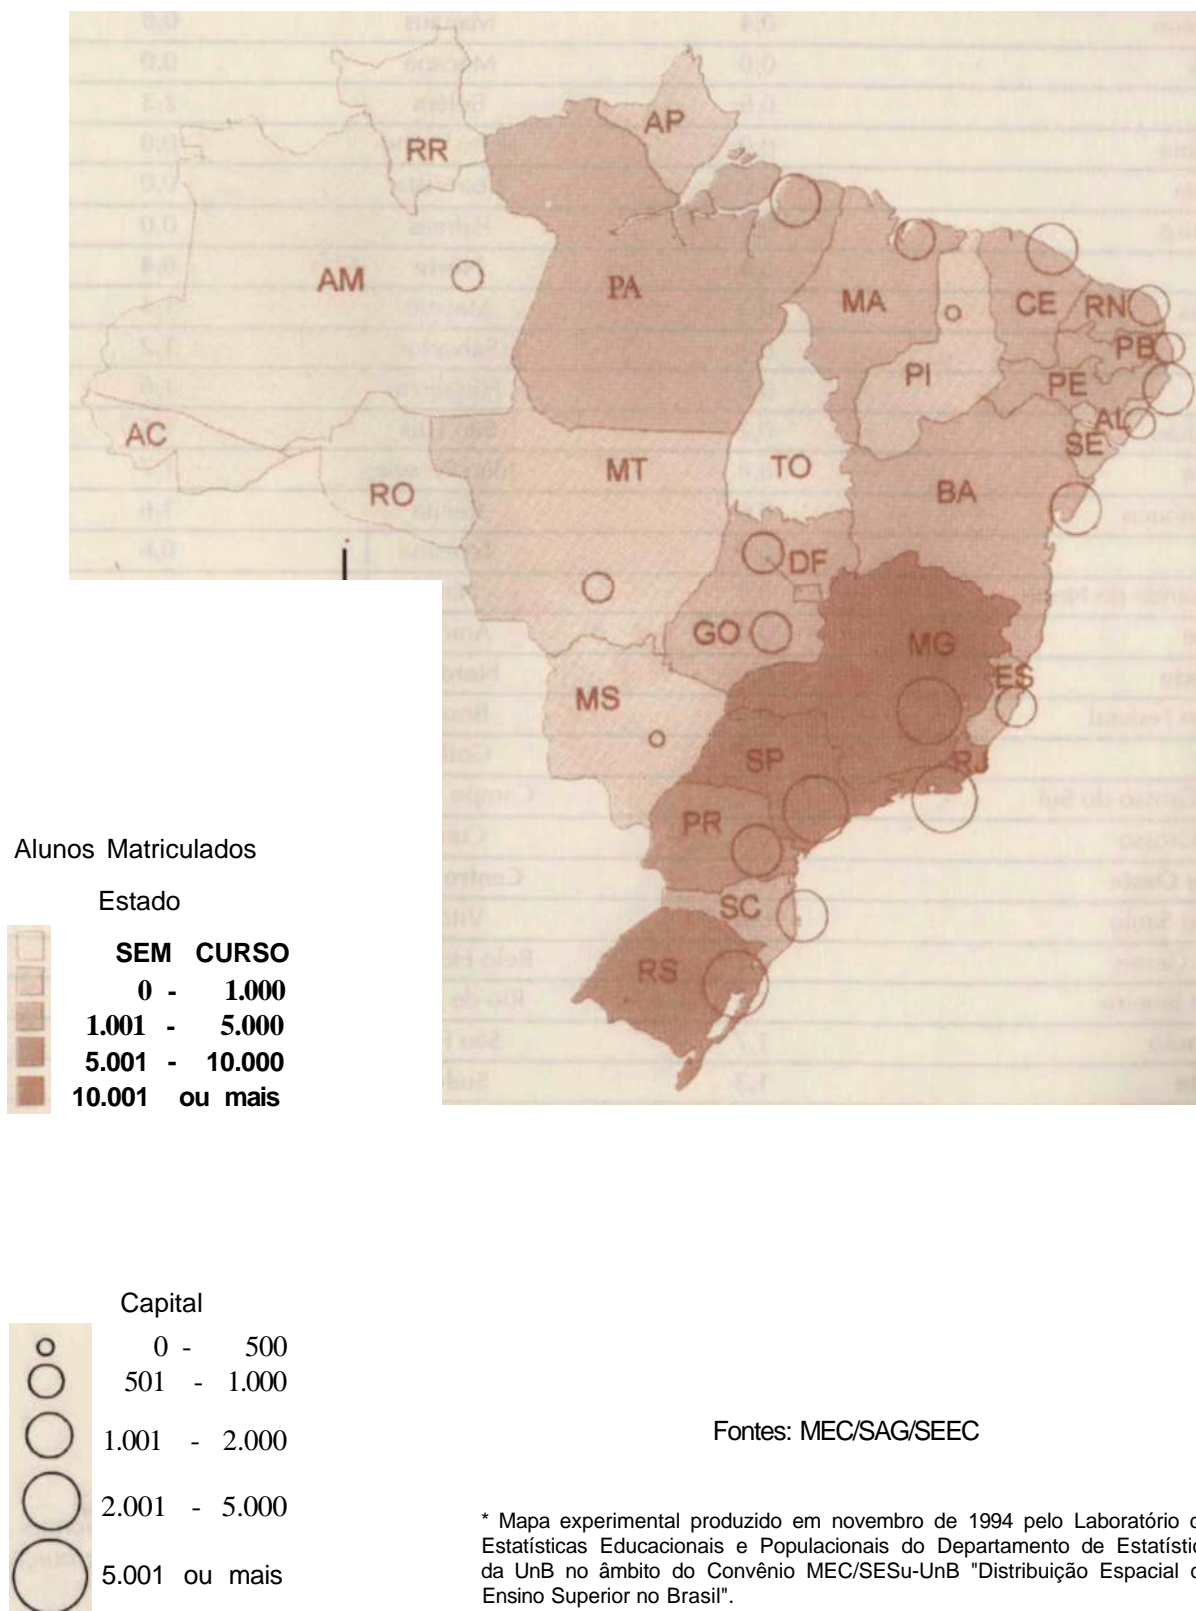 AP
RR
AM
PA
MA
CE
RN
PB
PI
PE
AL
SE
AC
RO
MT
TO
BA
DF
GO
MG
ES
MS
SP
RJ
PR
SC
RS
Alunos Matriculados
Estado
SEM CURSO
0 - 1.000
1.001 - 5.000
5.001 - 10.000
10.001 ou mais
Capital
0 - 500
501 - 1.000
1.001 - 2.000
2.001 - 5.000
5.001 ou mais
Fontes: MEC/SAG/SEEC
* Mapa experimental produzido em novembro de 1994 pelo Laboratório
Estatísticas Educacionais e Populacionais do Departamento de Estatísti
da UnB no âmbito do Convênio MEC/SESu-UnB "Distribuição Espacial
Ensino Superior no Brasil".